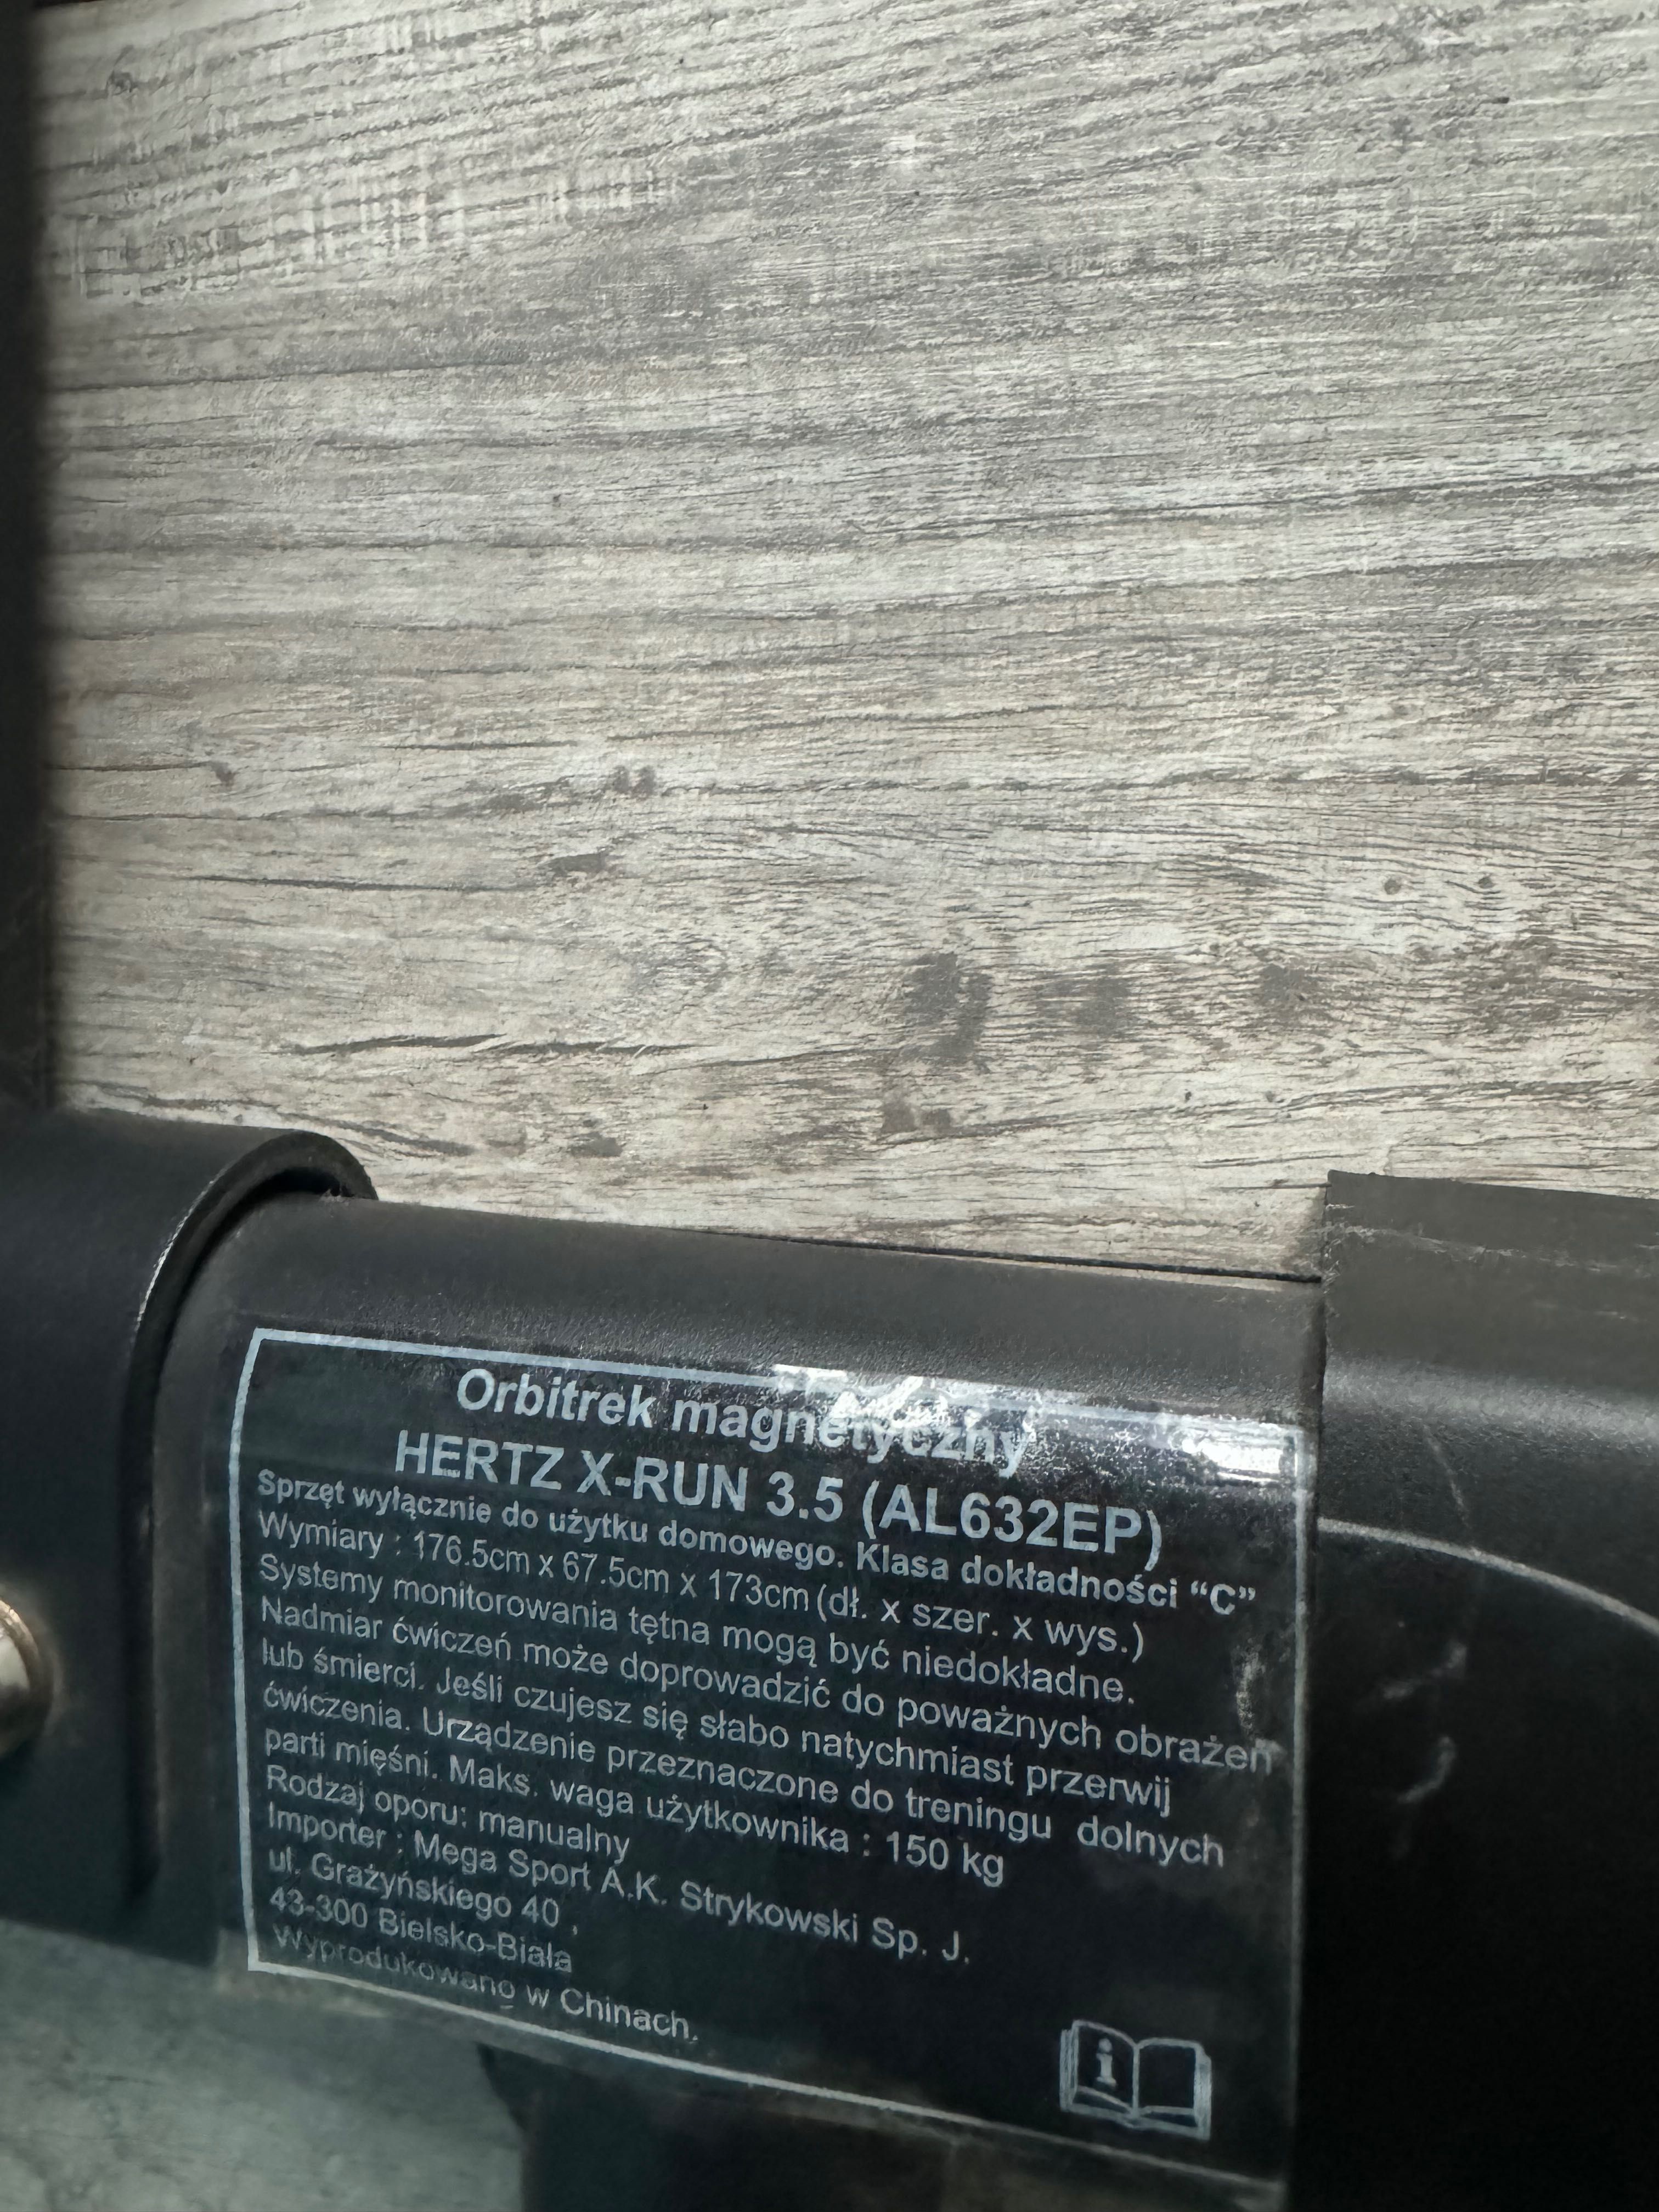 Orbitrek magnetyczny
HERTZ X-RUN 3.5 (AL632EP)
Sprzęt wyłącznie do użytku domowego. Klasa dokładności “C”
Wymiary : 176.5cm x 67.5cm x 173cm (dł. x szer. x wys.)
Systemy monitorowania tętna mogą być niedokładne.
Nadmiar ćwiczeń może doprowadzić do poważnych obrażeń
lub śmierci. Jeśli czujesz się słabo natychmiast przerwij
ćwiczenia. Urządzenie przeznaczone do treningu dolnych
parti mięśni. Maks. waga użytkownika : 150 kg
Rodzaj oporu: manualny
Importer : Mega Sport A.K. Strykowski Sp. J.
ul. Grażyńskiego 40 ,
43-300 Bielsko-Biała
Wyprodukowano w Chinach.
i